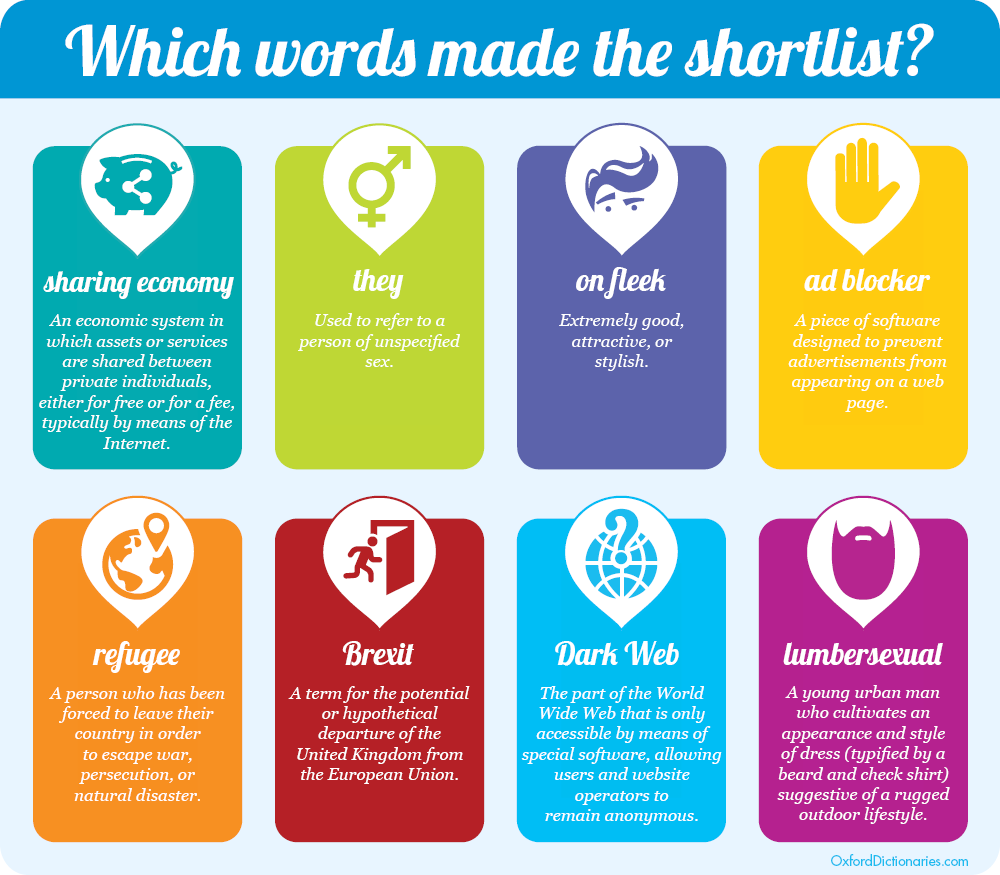 Which words made the shortlist?
sharing economy
An economic system in
which assets or services
are shared between
private individuals,
either for free or for a fee,
typically by means of the
Internet.
they
Used to refer to a
person of unspecified
sex.
on fleek
Extremely good,
attractive, or
stylish.
ad blocker
A piece of software
designed to prevent
advertisements from
appearing on a web
page.
refugee
A person who has been
forced to leave their
country in order
to escape war,
persecution, or
natural disaster.
Brexit
A term for the potential
or hypothetical
departure of the
United Kingdom from
the European Union.
Dark Web
The part of the World
Wide Web that is only
accessible by means of
special software, allowing
users and website
operators to
remain anonymous.
lumbersexual
A young urban man
who cultivates an
appearance and style
of dress (typified by a
beard and check shirt)
suggestive of a rugged
outdoor lifestyle.
OxfordDictionaries.com